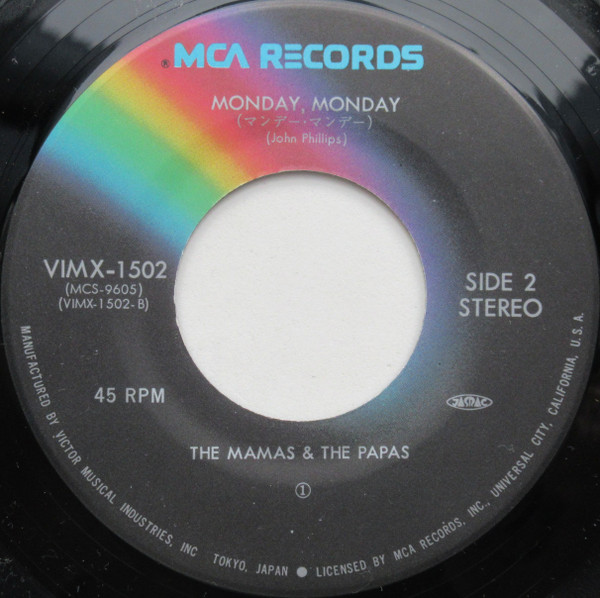 ® MCA RECORDS
MONDAY, MONDAY
(マンデー・マンデー)
(John Phillips)
VIMX-1502
(MCS-9605)
(VIMX-1502-B)
SIDE 2
STEREO
45 RPM
JASRAC
THE MAMAS & THE PAPAS
①
MANUFACTURED BY VICTOR MUSICAL INDUSTRIES, INC TOKYO, JAPAN ● LICENSED BY MCA RECORDS, INC., UNIVERSAL CITY, CALIFORNIA, U.S.A.